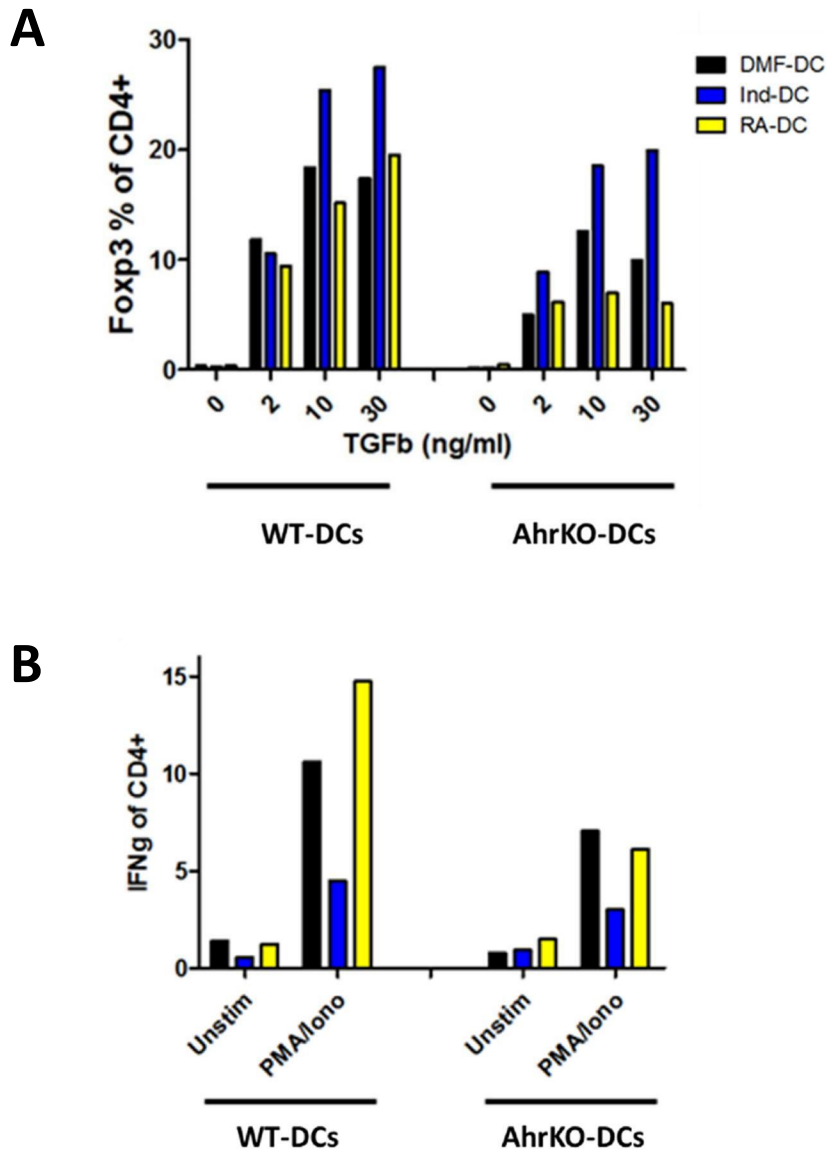 A
Foxp3 % of CD4+
30
20
10
0
DMF-DC
Ind-DC
RA-DC
0 2 10 30 0 2 10 30
TGFb (ng/ml)
WT-DCs AhrKO-DCs
B
IFNg of CD4+
15
10
5
0
Unstim PMA/Iono Unstim PMA/Iono
WT-DCs AhrKO-DCs